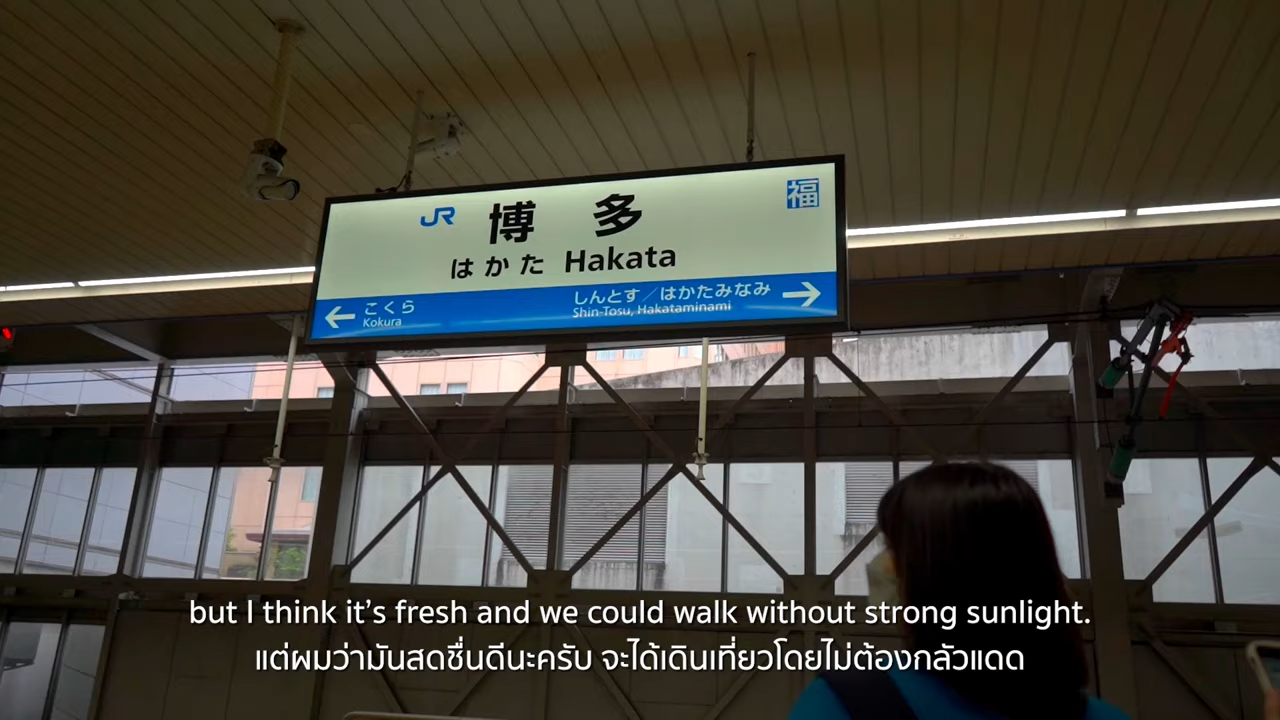 JR 博多 福
はかた Hakata
← こくら しんとす／はかたみなみ →
Kokura Shin-Tosu, Hakataminami
but I think it's fresh and we could walk without strong sunlight.
แต่ผมว่ามันสดชื่นดีนะครับ จะได้เดินเที่ยวโดยไม่ต้องกลัวแดด